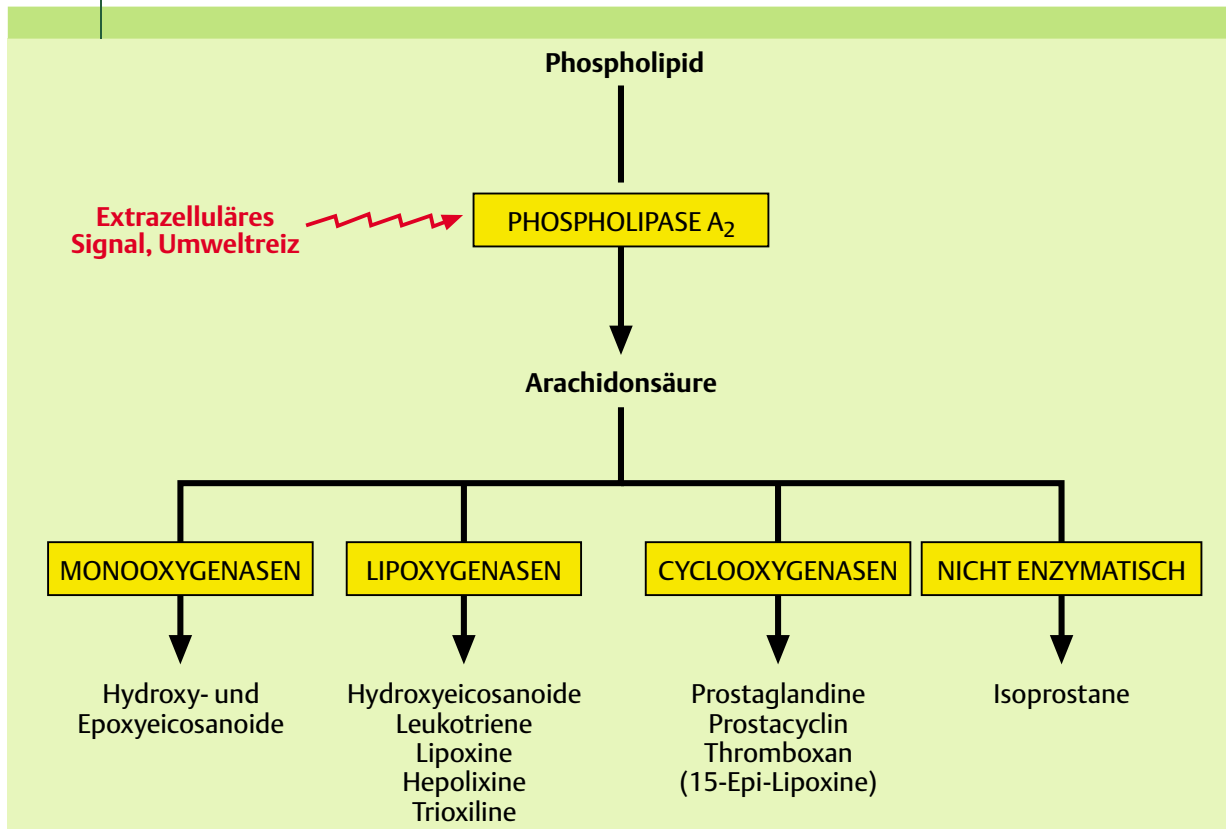 Phospholipid
Extrazelluläres
Signal, Umweltreiz
PHOSPHOLIPASE A2
Arachidonsäure
MONOOXYGENASEN
LIPOXYGENASEN
CYCLOOXYGENASEN
NICHT ENZYMATISCH
Hydroxy- und
Epoxyeicosanoide
Hydroxyeicosanoide
Leukotriene
Lipoxine
Hepolixine
Trioxiline
Prostaglandine
Prostacyclin
Thromboxan
(15-Epi-Lipoxine)
Isoprostane